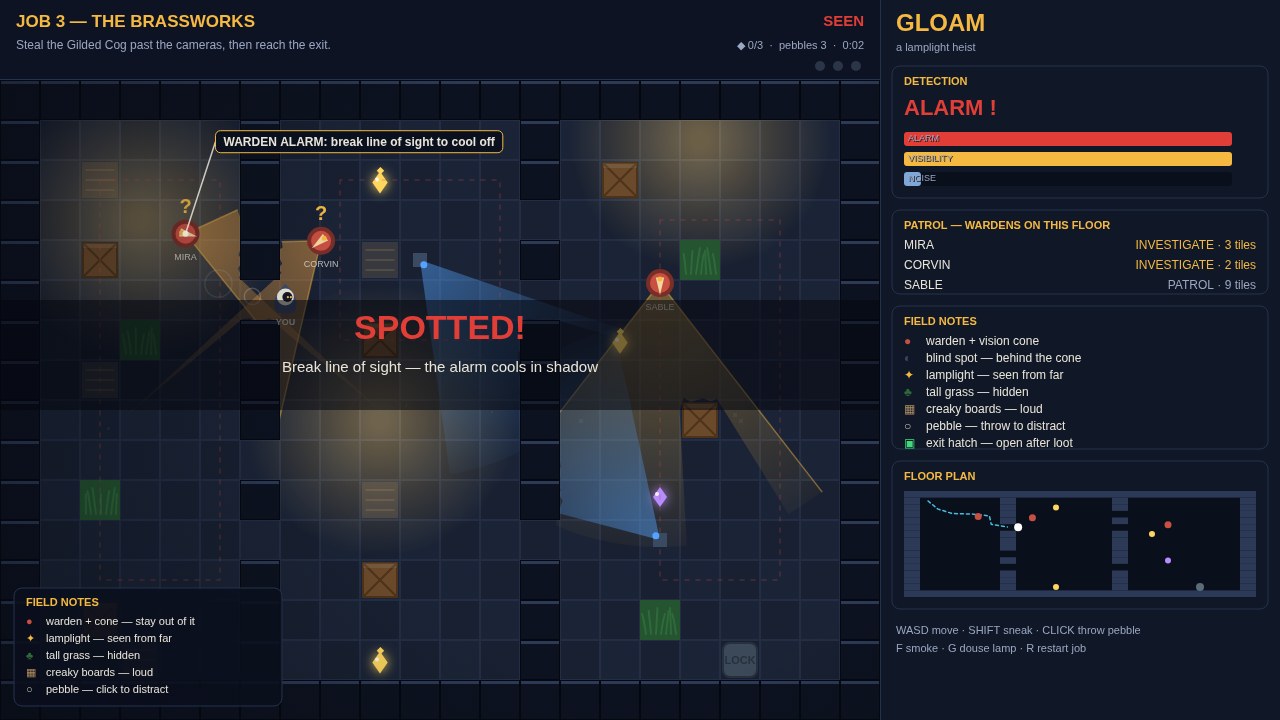 JOB 3 — THE BRASSWORKS
SEEN
Steal the Gilded Cog past the cameras, then reach the exit.
◆ 0/3 · pebbles 3 · 0:02
WARDEN ALARM: break line of sight to cool off
?
?
MIRA
CORVIN
YOU
SABLE
SPOTTED!
Break line of sight — the alarm cools in shadow
LOCK
FIELD NOTES
● warden + cone — stay out of it
✦ lamplight — seen from far
♣ tall grass — hidden
▦ creaky boards — loud
○ pebble — click to distract
GLOAM
a lamplight heist
DETECTION
ALARM !
ALARM
VISIBILITY
NOISE
PATROL — WARDENS ON THIS FLOOR
MIRA INVESTIGATE · 3 tiles
CORVIN INVESTIGATE · 2 tiles
SABLE PATROL · 9 tiles
FIELD NOTES
● warden + vision cone
◖ blind spot — behind the cone
✦ lamplight — seen from far
♣ tall grass — hidden
▦ creaky boards — loud
○ pebble — throw to distract
▣ exit hatch — open after loot
FLOOR PLAN
WASD move · SHIFT sneak · CLICK throw pebble
F smoke · G douse lamp · R restart job